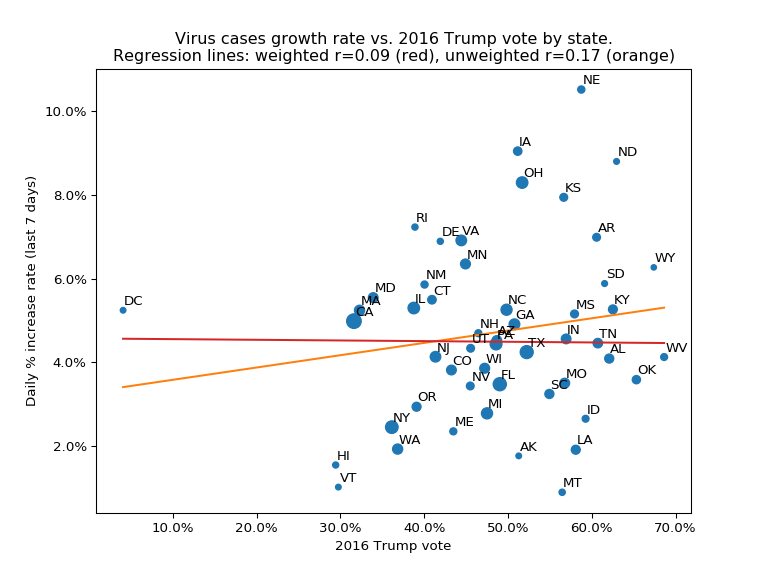 Virus cases growth rate vs. 2016 Trump vote by state.
Regression lines: weighted r=0.09 (red), unweighted r=0.17 (orange)
NE
10.0%
IA
ND
OH
8.0%
KS
RI
DE VA
AR
MN
WY
6.0%
NM
SD
MD
CT
DC
MA
IL
NC
KY
CA
MS
GA
NH
AZ
IN
UT
PA
TX
TN
4.0%
NJ
AL
WV
CO
WI
NV
FL
MO
OK
SC
OR
MI
ID
NY
ME
2.0%
WA
AK
LA
HI
VT
MT
10.0% 20.0% 30.0% 40.0% 50.0% 60.0% 70.0%
2016 Trump vote
Daily % increase rate (last 7 days)